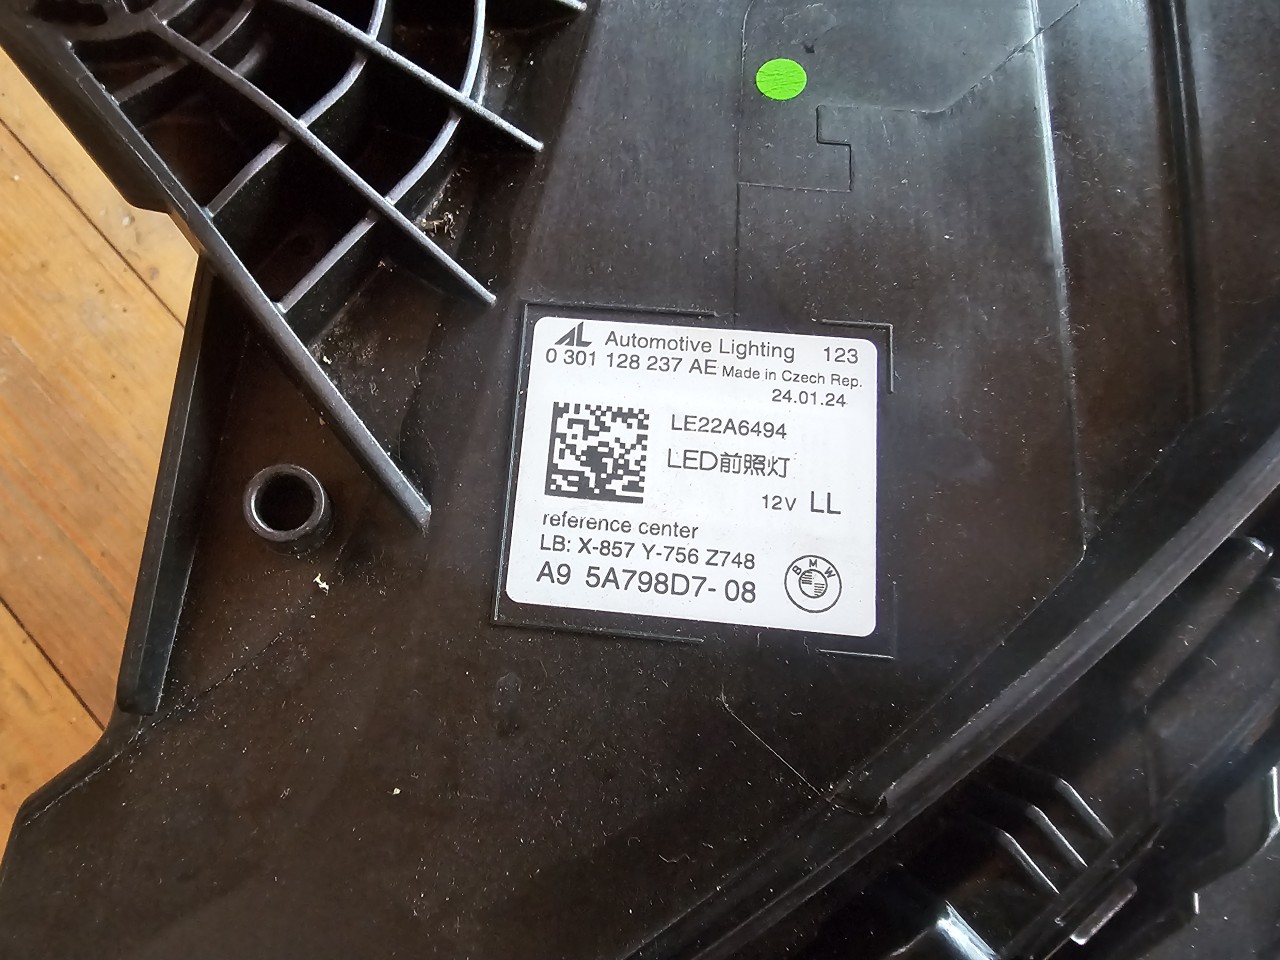 AL Automotive Lighting 123
0 301 128 237 AE Made in Czech Rep.
24.01.24
LE22A6494
LED前照灯
12V LL
reference center
LB: X-857 Y-756 Z748
A9 5A798D7- 08
BMW